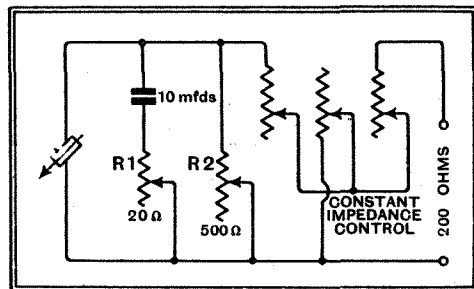 10 mfds
R1
20 Ω
R2
500 Ω
CONSTANT
IMPEDANCE
CONTROL
200 OHMS